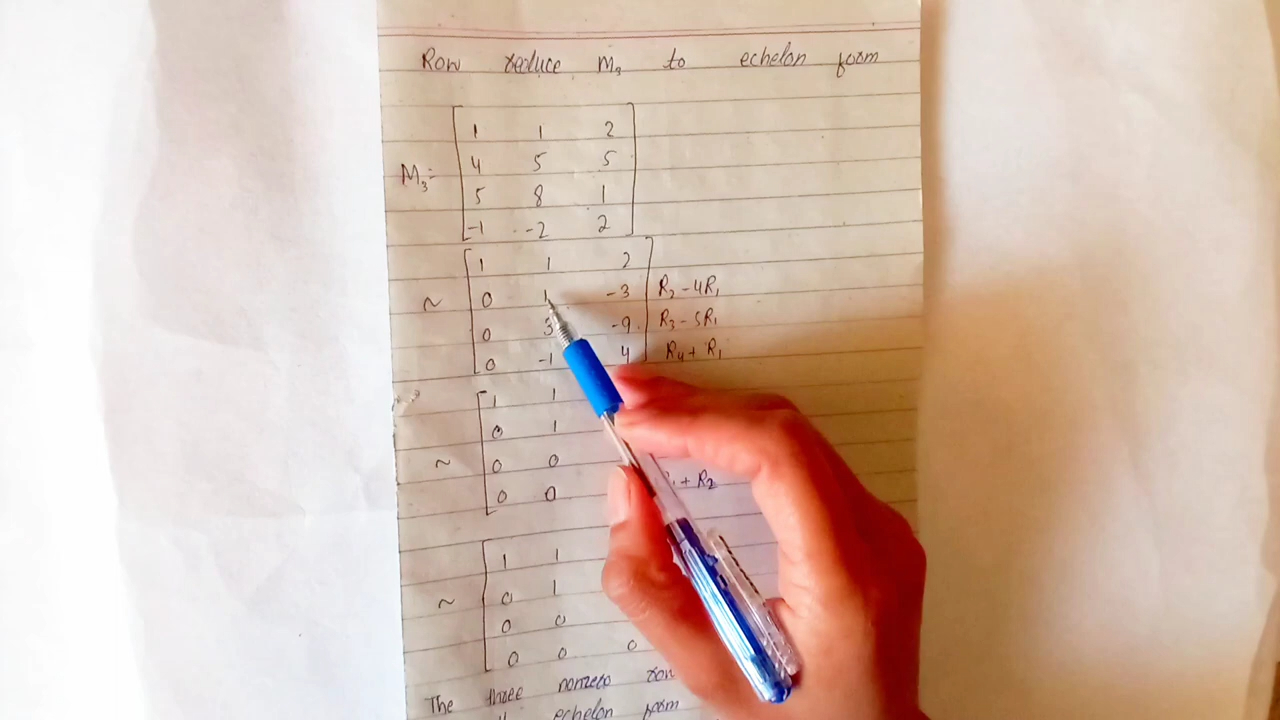 Row reduce M₃ to echelon form
1 1 2
4 5 5
M₃=
5 8 1
-1 -2 2
1 1 2
~ 0 1 -3 R₂-4R₁
0 3 -9 R₃-5R₁
0 -1 4 R₄+R₁
1 1
0 1
~ 0 0
0 0 + R₂
1 1
~ 0 1
0 0
0 0 0
The three nonzero row
echelon form